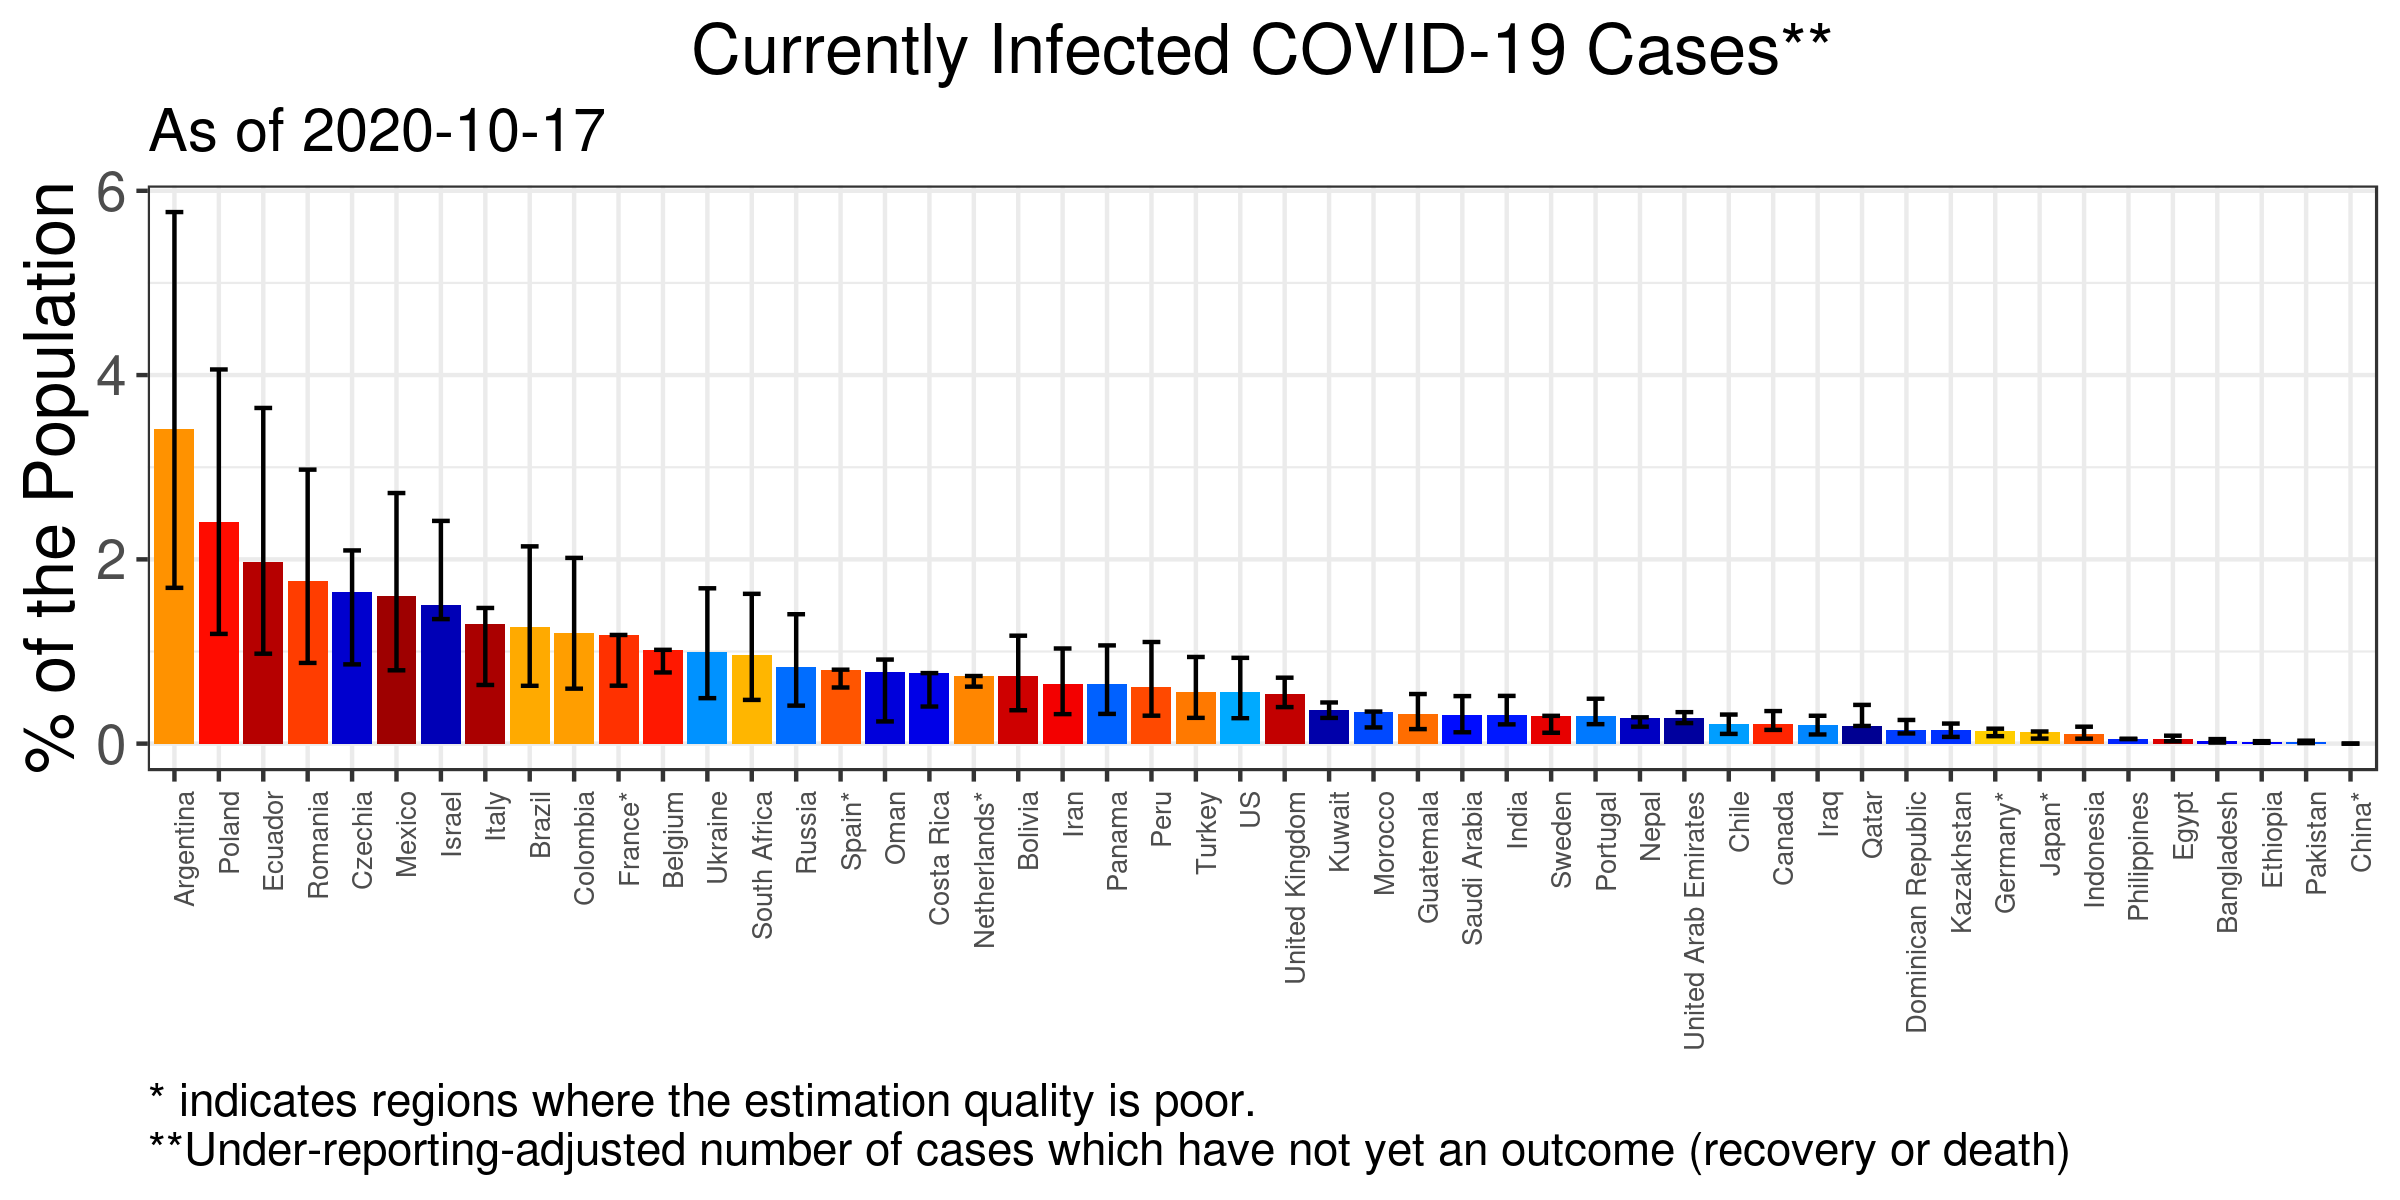 Currently Infected COVID-19 Cases**
As of 2020-10-17
% of the Population
6
4
2
0
Argentina
Poland
Ecuador
Romania
Czechia
Mexico
Israel
Italy
Brazil
Colombia
France*
Belgium
Ukraine
South Africa
Russia
Spain*
Oman
Costa Rica
Netherlands*
Bolivia
Iran
Panama
Peru
Turkey
US
United Kingdom
Kuwait
Morocco
Guatemala
Saudi Arabia
India
Sweden
Portugal
Nepal
United Arab Emirates
Chile
Canada
Iraq
Qatar
Dominican Republic
Kazakhstan
Germany*
Japan*
Indonesia
Philippines
Egypt
Bangladesh
Ethiopia
Pakistan
China*
* indicates regions where the estimation quality is poor.
**Under-reporting-adjusted number of cases which have not yet an outcome (recovery or death)